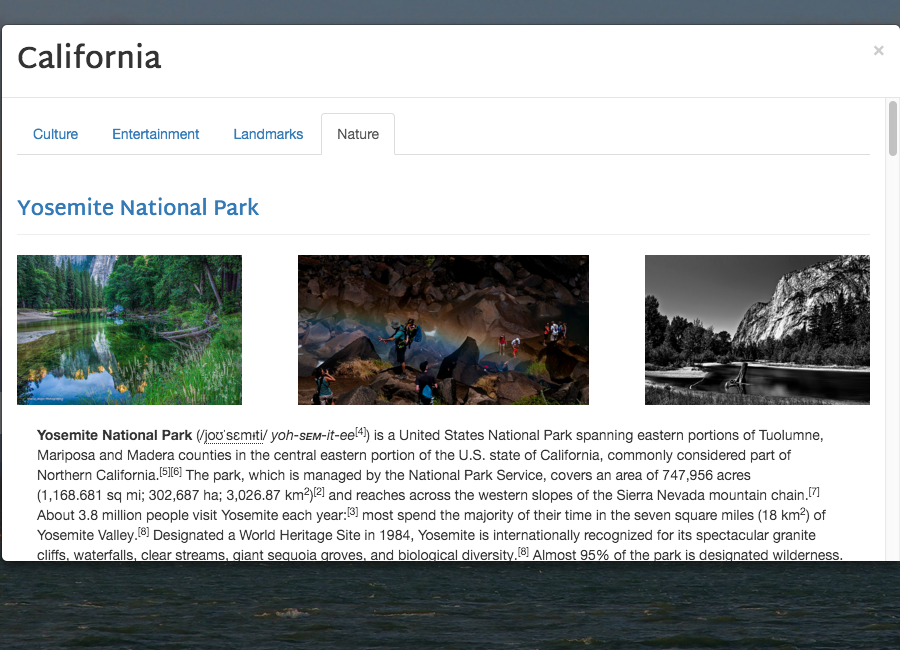 California
×
Culture Entertainment Landmarks Nature
Yosemite National Park
Yosemite National Park (/joʊˈsɛmɨti/ yoh-SEM-it-ee[4]) is a United States National Park spanning eastern portions of Tuolumne,
Mariposa and Madera counties in the central eastern portion of the U.S. state of California, commonly considered part of
Northern California.[5][6] The park, which is managed by the National Park Service, covers an area of 747,956 acres
(1,168.681 sq mi; 302,687 ha; 3,026.87 km2)[2] and reaches across the western slopes of the Sierra Nevada mountain chain.[7]
About 3.8 million people visit Yosemite each year:[3] most spend the majority of their time in the seven square miles (18 km2) of
Yosemite Valley.[8] Designated a World Heritage Site in 1984, Yosemite is internationally recognized for its spectacular granite
cliffs, waterfalls, clear streams, giant sequoia groves, and biological diversity.[8] Almost 95% of the park is designated wilderness.